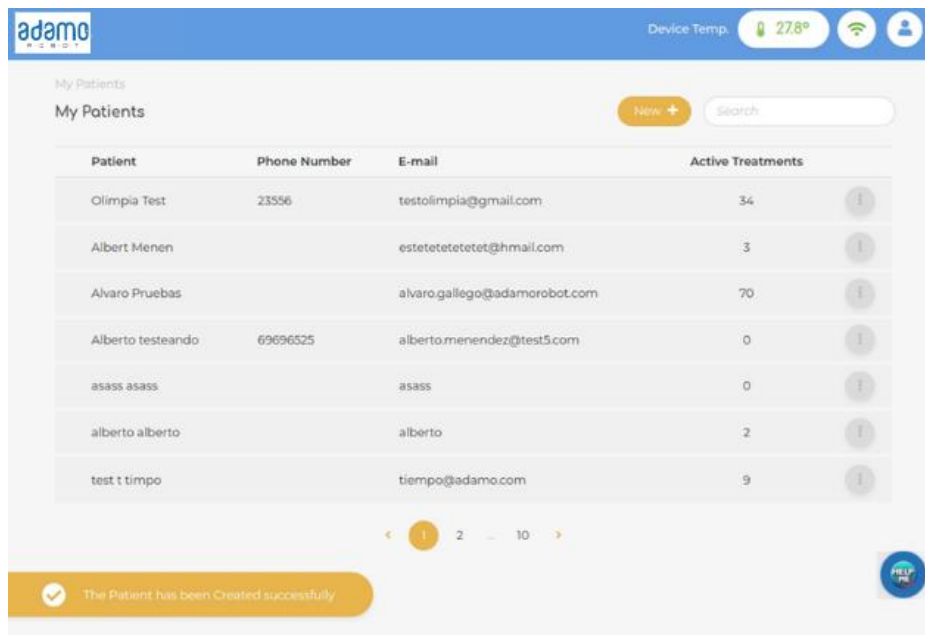 adamo
ROBOT
Device Temp. 27.8°
My Patients
My Patients
New +
Search
Patient Phone Number E-mail Active Treatments
Olimpia Test 23556 testolimpia@gmail.com 34
Albert Menen estetetetetetet@hmail.com 3
Alvaro Pruebas alvaro.gallego@adamorobot.com 70
Alberto testeando 69696525 alberto.menendez@test5.com 0
asass asass asass 0
alberto alberto alberto 2
test t timpo tiempo@adamo.com 9
< 1 2 ... 10 >
HELP
ME
The Patient has been Created successfully